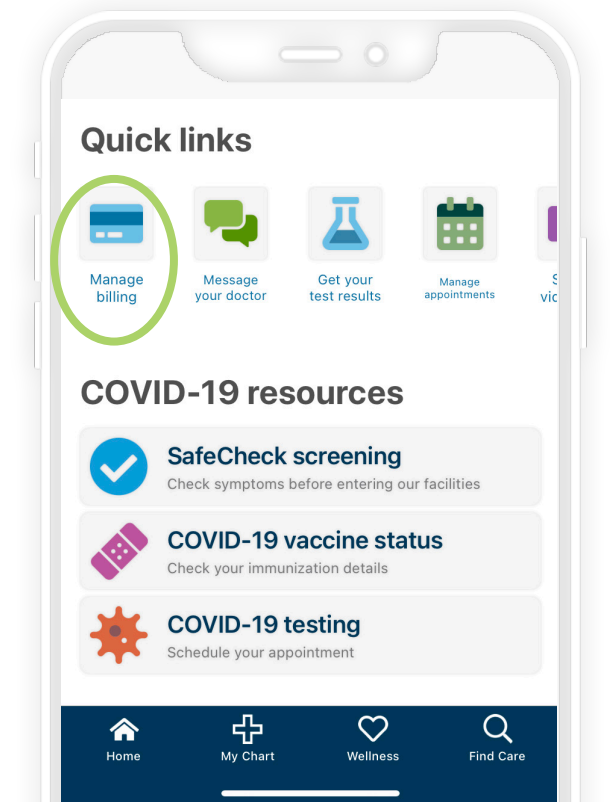 Quick links
Manage
billing
Message
your doctor
Get your
test results
Manage
appointments
COVID-19 resources
SafeCheck screening
Check symptoms before entering our facilities
COVID-19 vaccine status
Check your immunization details
COVID-19 testing
Schedule your appointment
Home
My Chart
Wellness
Find Care